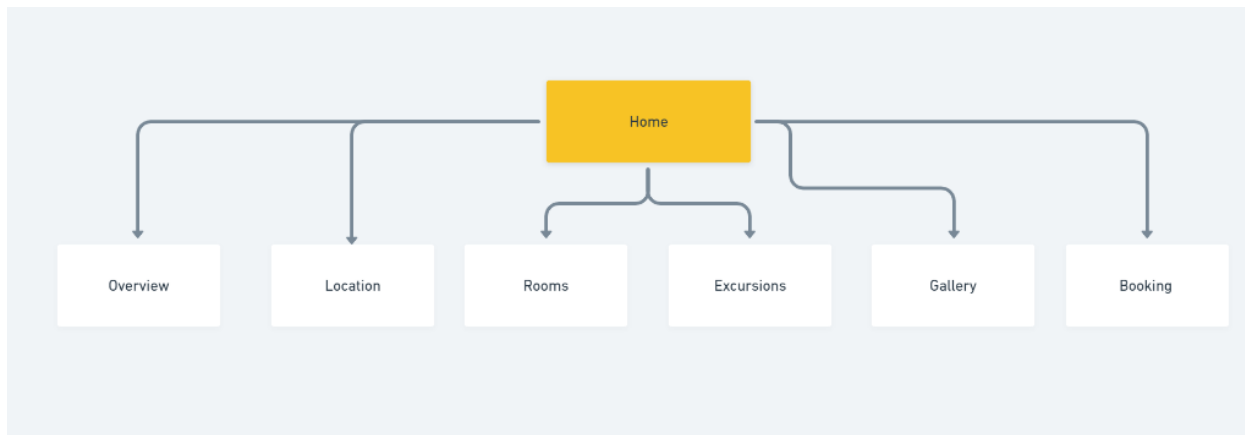 Home
Overview
Location
Rooms
Excursions
Gallery
Booking